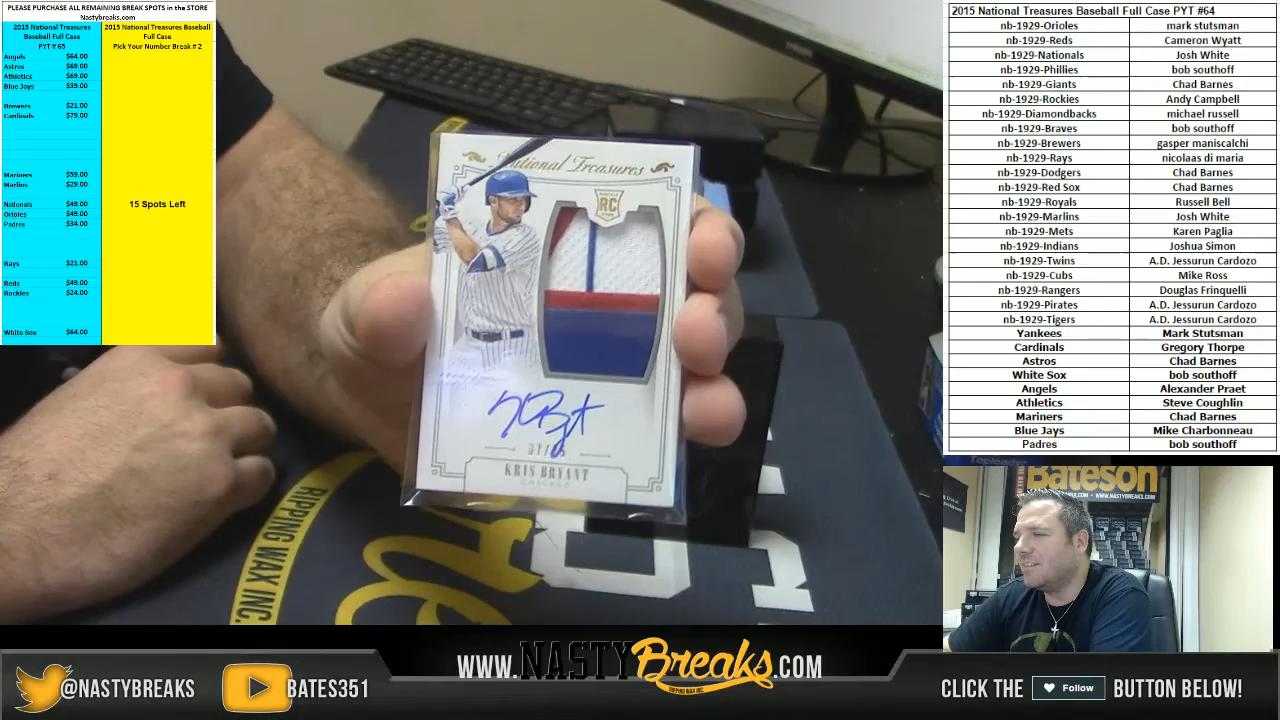 PLEASE PURCHASE ALL REMAINING BREAK SPOTS in the STORE
Nastybreaks.com
2015 National Treasures
Baseball Full Case
PYT # 65
Angels $64.00
Astros $69.00
Athletics $69.00
Blue Jays $39.00
Brewers $21.00
Cardinals $79.00
Mariners $59.00
Marlins $29.00
Nationals $49.00
Orioles $49.00
Padres $34.00
Rays $21.00
Reds $49.00
Rockies $24.00
White Sox $64.00
2015 National Treasures Baseball
Full Case
Pick Your Number Break # 2
15 Spots Left
National Treasures
RC
KRIS BRYANT
CHICAGO
RIPPING WAX INC.
2015 National Treasures Baseball Full Case PYT #64
nb-1929-Orioles mark stutsman
nb-1929-Reds Cameron Wyatt
nb-1929-Nationals Josh White
nb-1929-Phillies bob southoff
nb-1929-Giants Chad Barnes
nb-1929-Rockies Andy Campbell
nb-1929-Diamondbacks michael russell
nb-1929-Braves bob southoff
nb-1929-Brewers gasper maniscalchi
nb-1929-Rays nicolaas di maria
nb-1929-Dodgers Chad Barnes
nb-1929-Red Sox Chad Barnes
nb-1929-Royals Russell Bell
nb-1929-Marlins Josh White
nb-1929-Mets Karen Paglia
nb-1929-Indians Joshua Simon
nb-1929-Twins A.D. Jessurun Cardozo
nb-1929-Cubs Mike Ross
nb-1929-Rangers Douglas Frinquelli
nb-1929-Pirates A.D. Jessurun Cardozo
nb-1929-Tigers A.D. Jessurun Cardozo
Yankees Mark Stutsman
Cardinals Gregory Thorpe
Astros Chad Barnes
White Sox bob southoff
Angels Alexander Praet
Athletics Steve Coughlin
Mariners Chad Barnes
Blue Jays Mike Charbonneau
Padres bob southoff
Toploader
Bateson
@NASTYBREAKS
BATES351
WWW.NASTYBreaks.COM
RIPPING WAX INC.
CLICK THE Follow BUTTON BELOW!